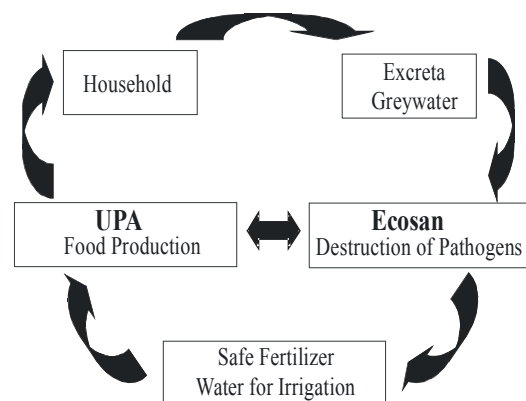 Household
Excreta
Greywater
UPA
Food Production
Ecosan
Destruction of Pathogens
Safe Fertilizer
Water for Irrigation